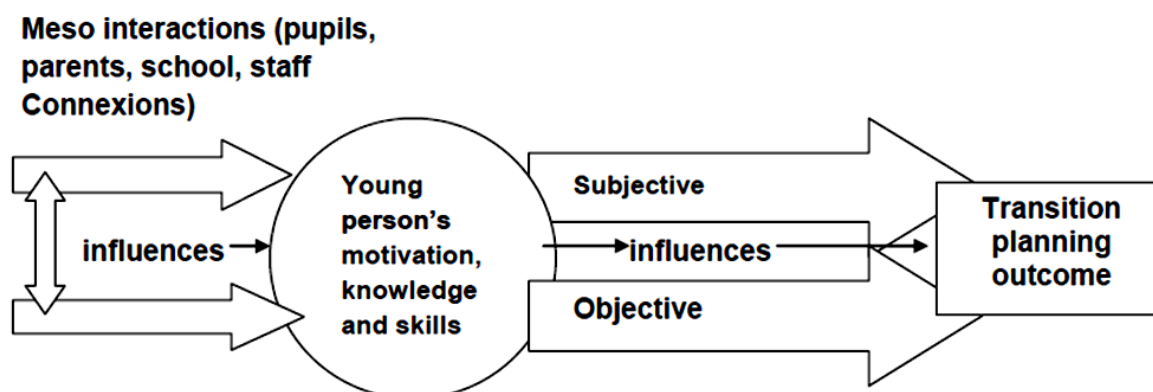 Meso interactions (pupils,
parents, school, staff
Connexions)
influences
Young
person's
motivation,
knowledge
and skills
Subjective
influences
Objective
Transition
planning
outcome